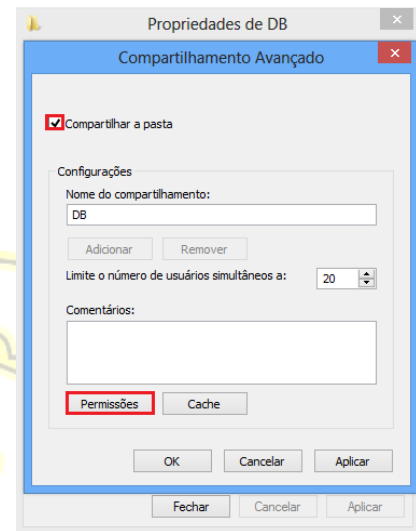 Propriedades de DB
Compartilhamento Avançado
Compartilhar a pasta
Configurações
Nome do compartilhamento:
DB
Adicionar Remover
Limite o número de usuários simultâneos a: 20
Comentários:
Permissões Cache
OK Cancelar Aplicar
Fechar Cancelar Aplicar